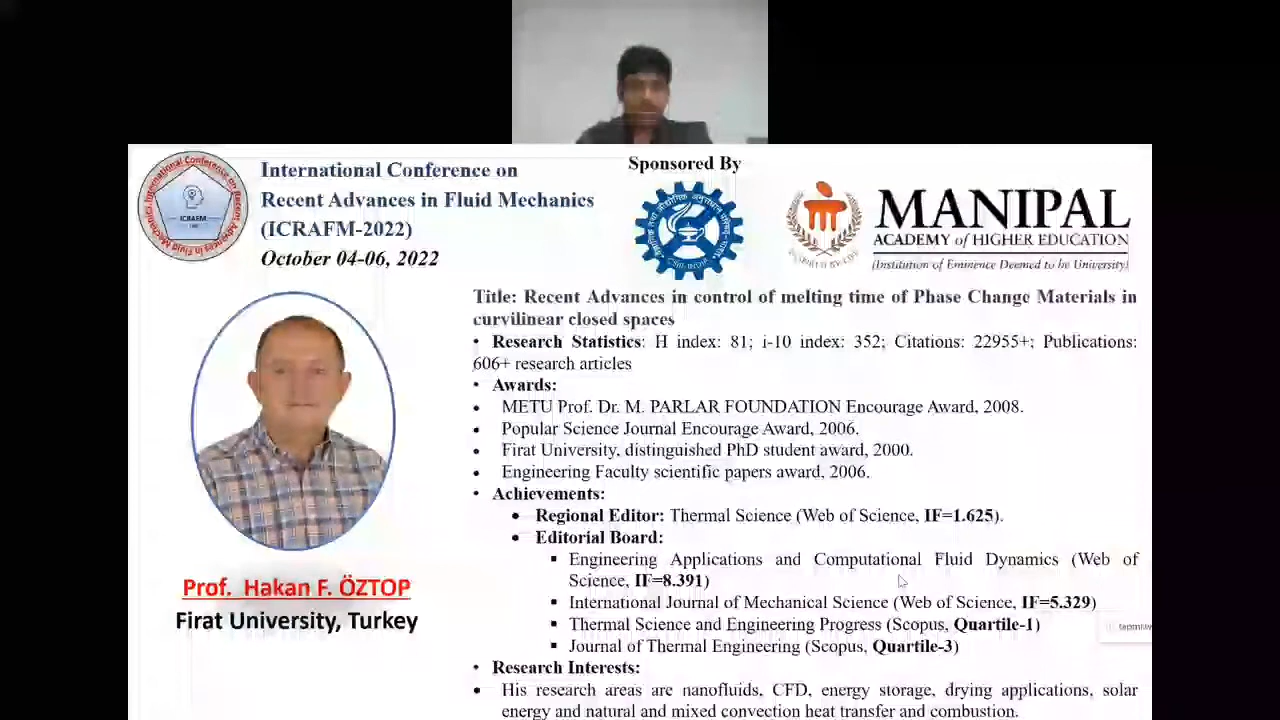 International Conference on
Recent Advances in Fluid Mechanics
(ICRAFM-2022)
October 04-06, 2022
ICRAFM
Sponsored By
MANIPAL
ACADEMY of HIGHER EDUCATION
(Institution of Eminence Deemed to be University)
Title: Recent Advances in control of melting time of Phase Change Materials in
curvilinear closed spaces
• Research Statistics: H index: 81; i-10 index: 352; Citations: 22955+; Publications:
606+ research articles
• Awards:
• METU Prof. Dr. M. PARLAR FOUNDATION Encourage Award, 2008.
• Popular Science Journal Encourage Award, 2006.
• Firat University, distinguished PhD student award, 2000.
• Engineering Faculty scientific papers award, 2006.
• Achievements:
• Regional Editor: Thermal Science (Web of Science, IF=1.625).
• Editorial Board:
▪ Engineering Applications and Computational Fluid Dynamics (Web of
Science, IF=8.391)
▪ International Journal of Mechanical Science (Web of Science, IF=5.329)
▪ Thermal Science and Engineering Progress (Scopus, Quartile-1)
▪ Journal of Thermal Engineering (Scopus, Quartile-3)
• Research Interests:
• His research areas are nanofluids, CFD, energy storage, drying applications, solar
energy and natural and mixed convection heat transfer and combustion.
Prof. Hakan F. ÖZTOP
Firat University, Turkey